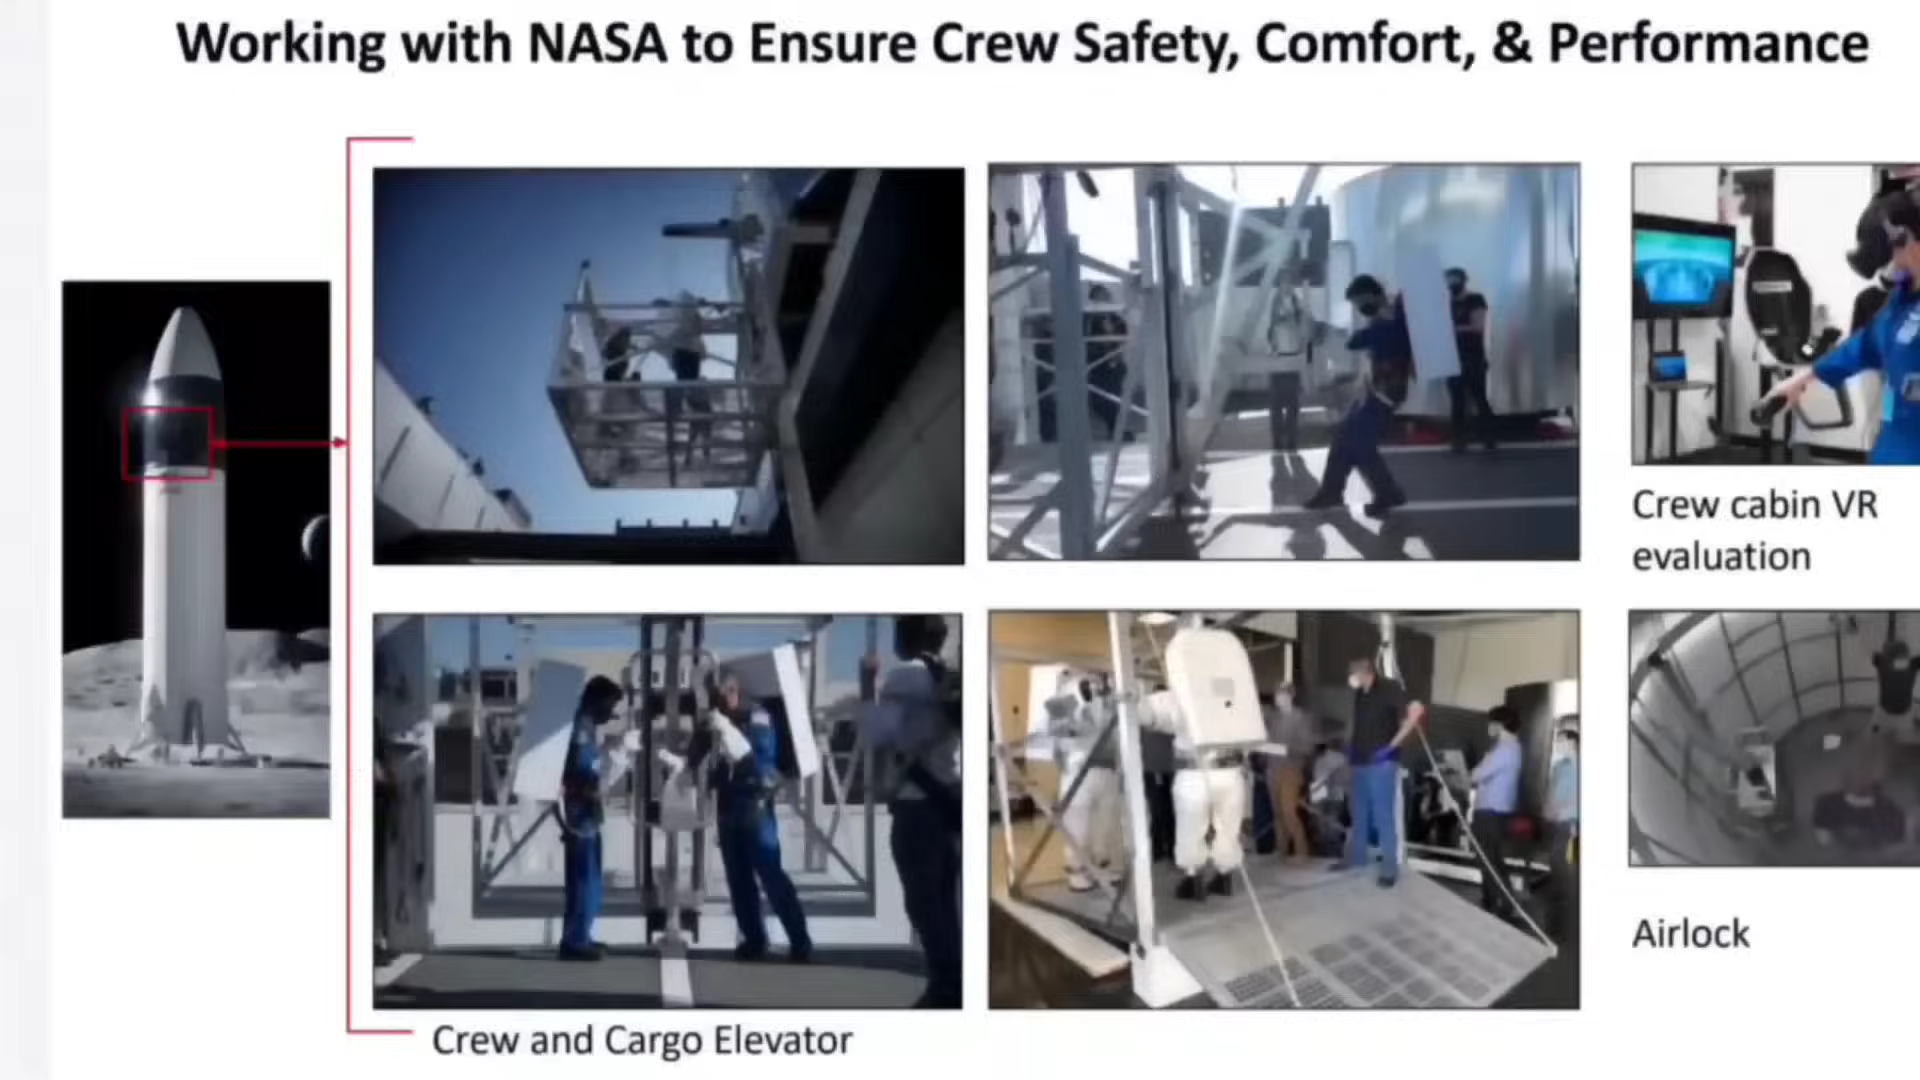 Working with NASA to Ensure Crew Safety, Comfort, & Performance
Crew cabin VR
evaluation
Airlock
Crew and Cargo Elevator